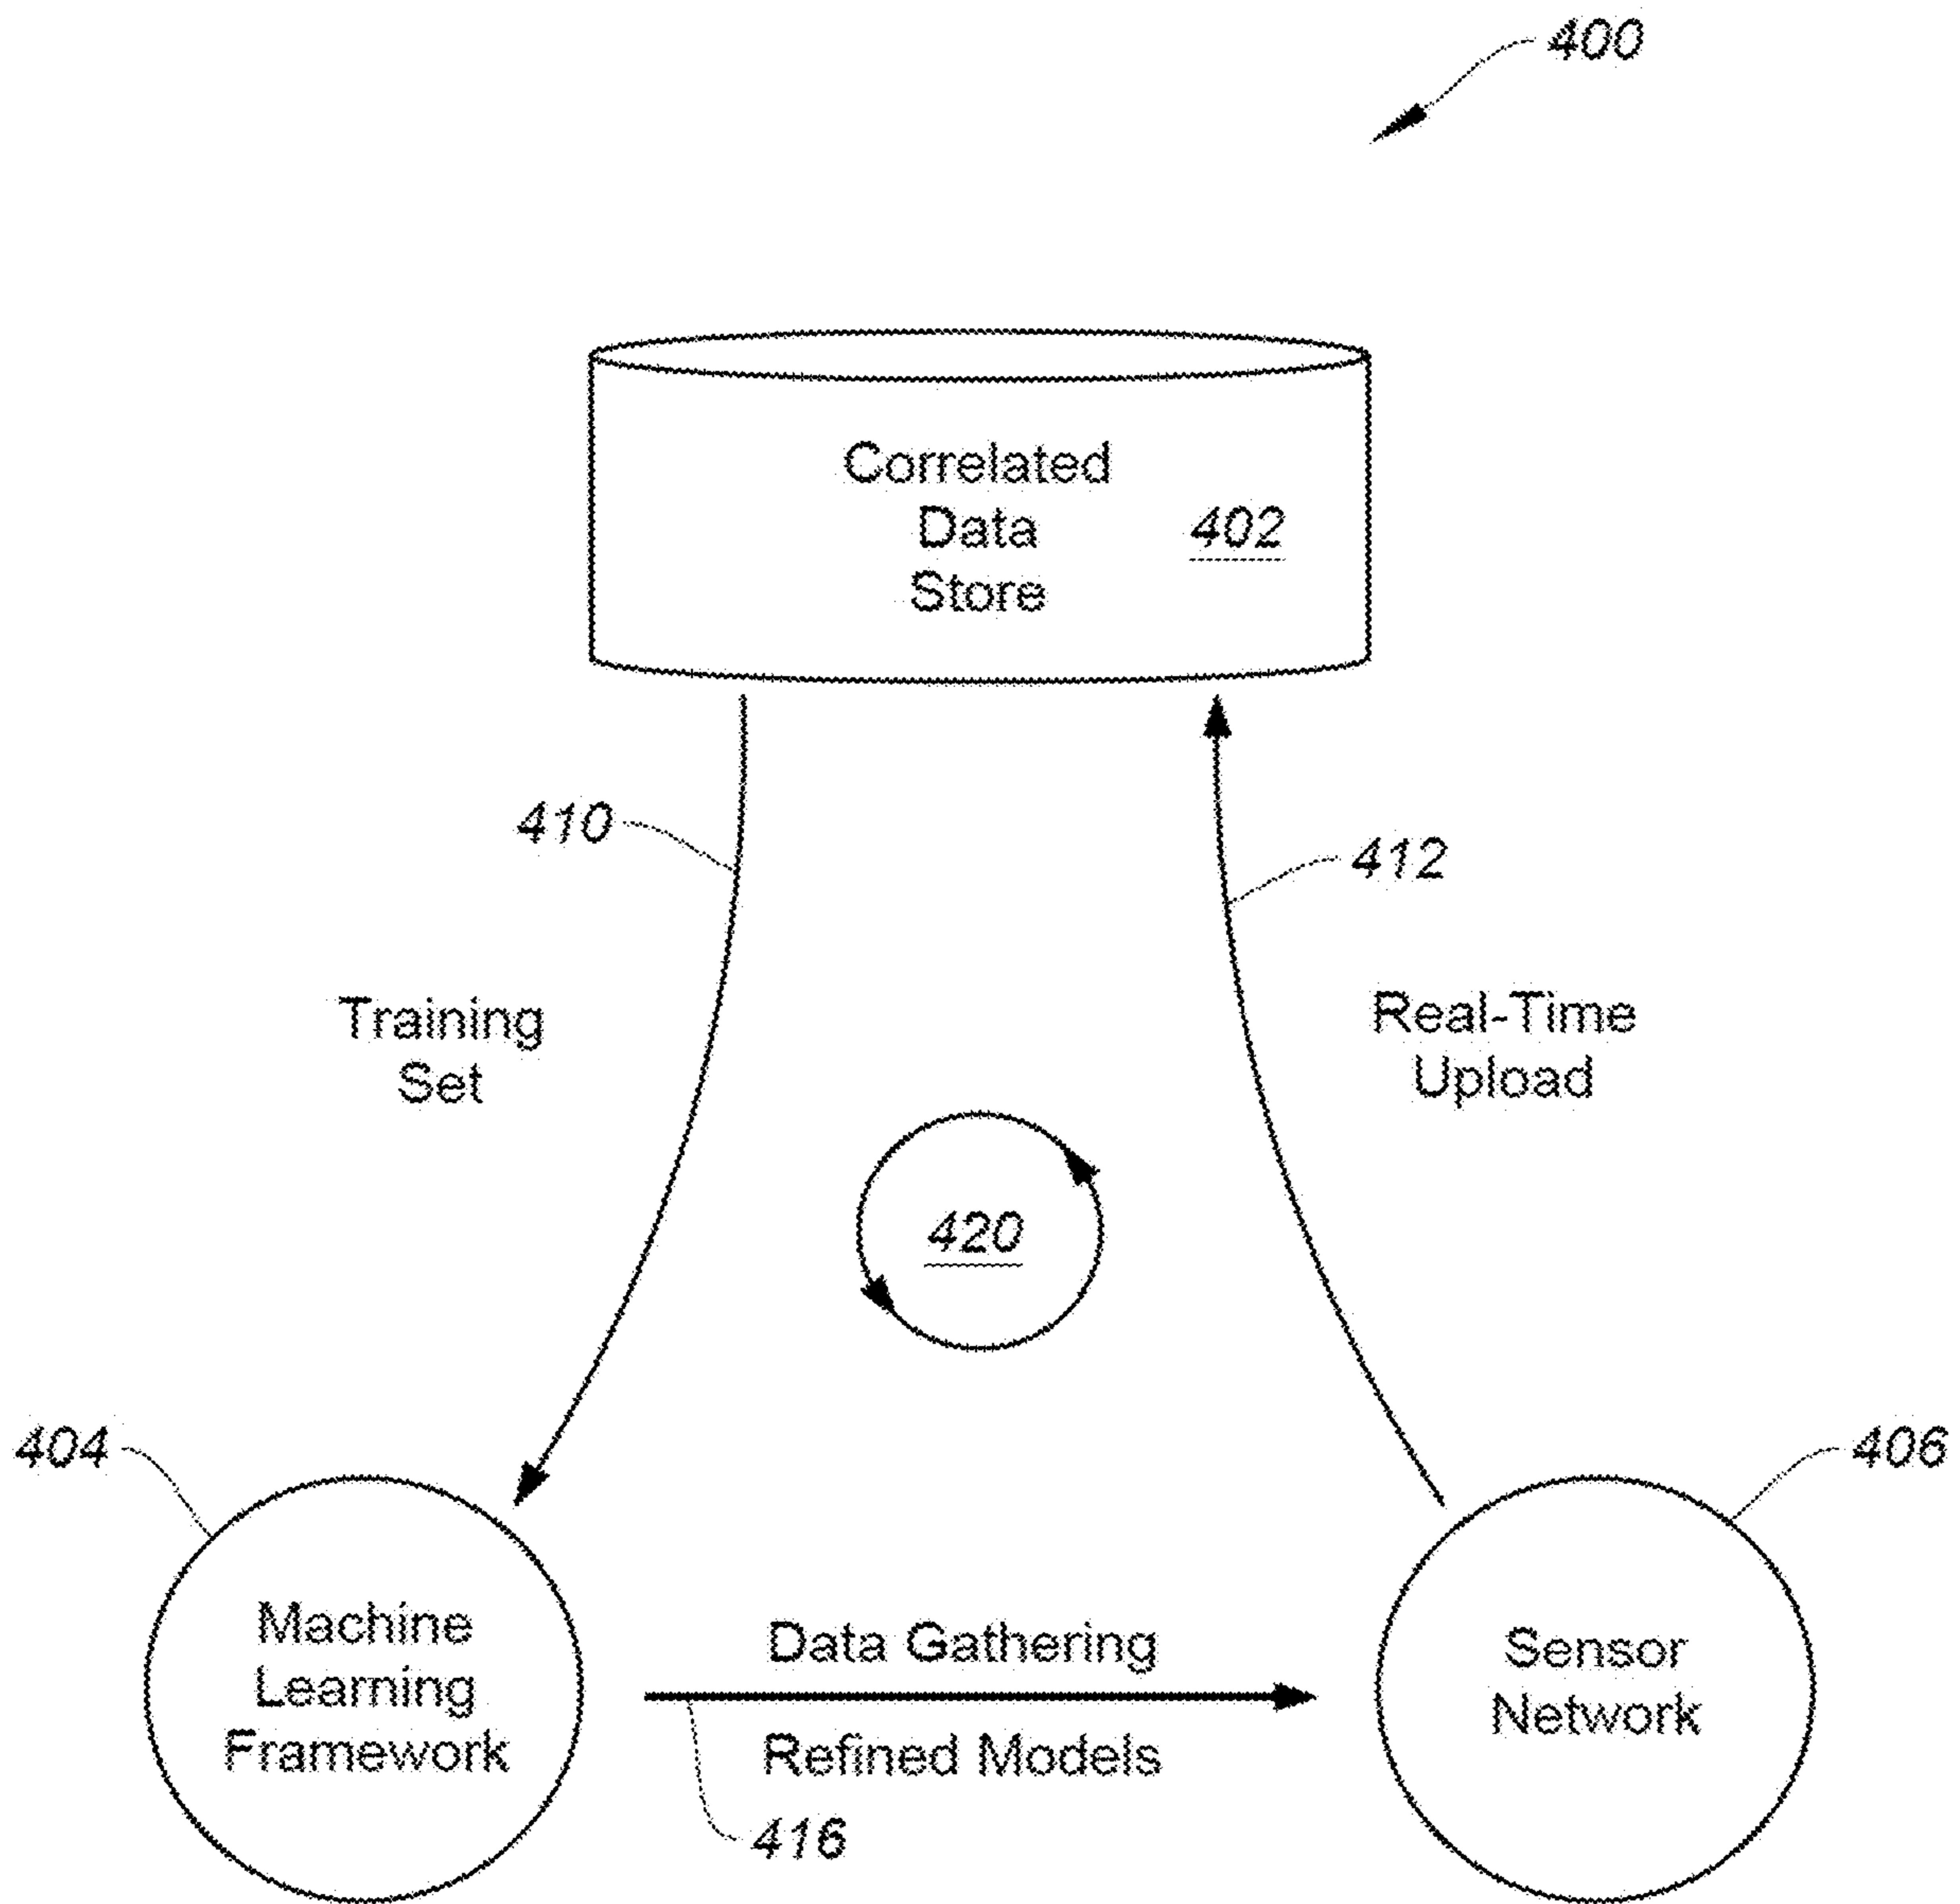 400
Correlated
Data
Store
402
410
412
Training
Set
Real-Time
Upload
420
404
406
Machine
Learning
Framework
Data Gathering
Refined Models
Sensor
Network
416